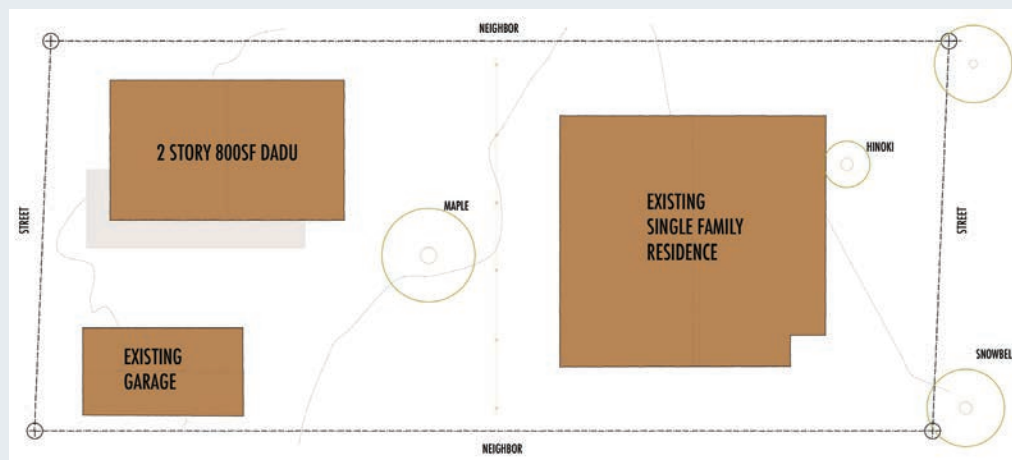 NEIGHBOR
2 STORY 800SF DADU
HINOKI
MAPLE
EXISTING
SINGLE FAMILY
RESIDENCE
STREET
STREET
EXISTING
GARAGE
SNOWBEL
NEIGHBOR